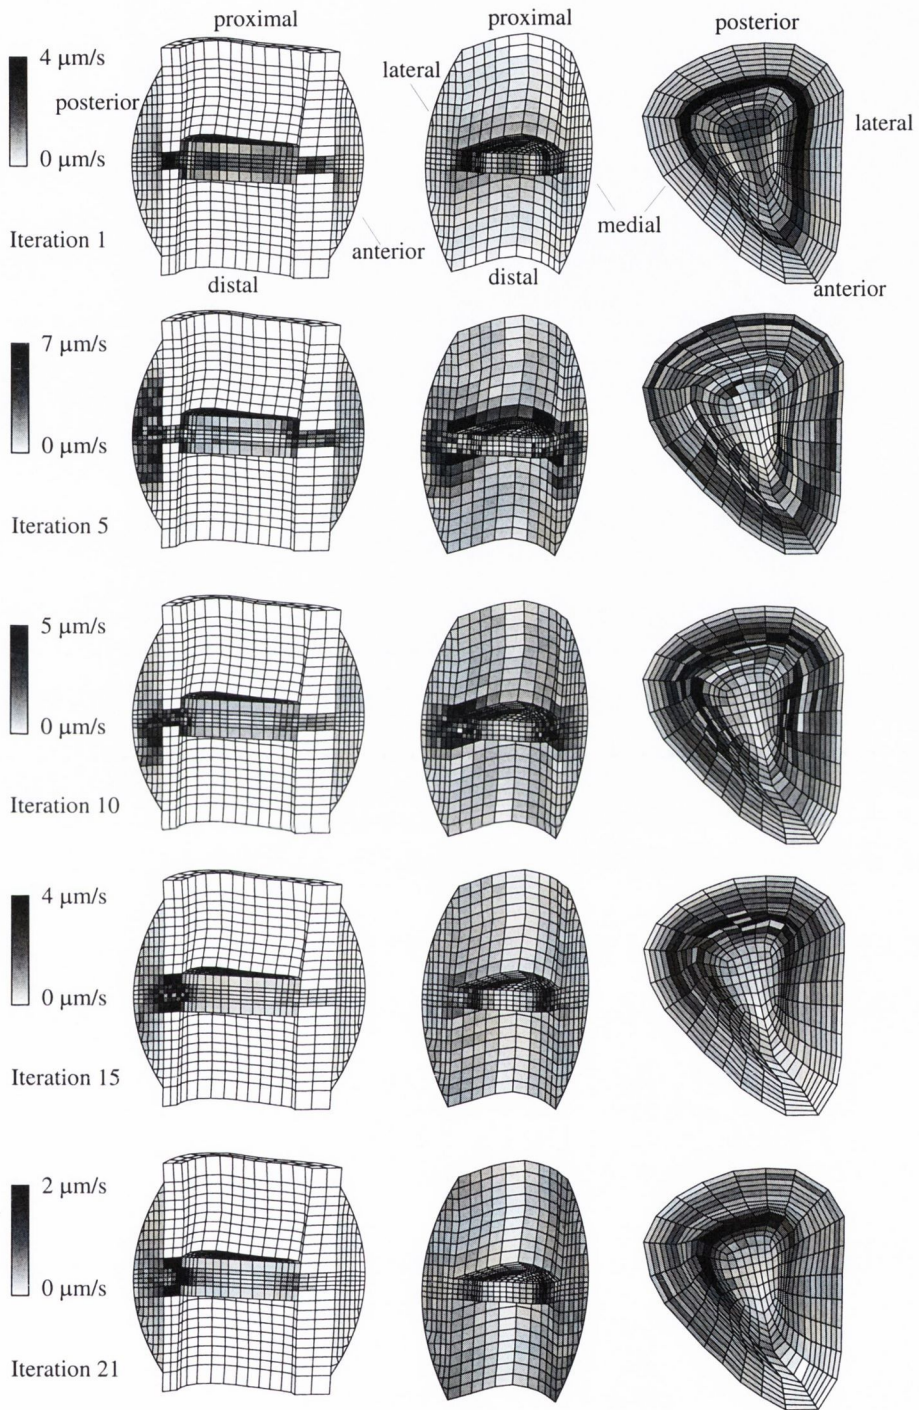 proximal
proximal
posterior
4 µm/s
lateral
posterior
lateral
0 µm/s
medial
Iteration 1
anterior
distal
distal
anterior
7 µm/s
0 µm/s
Iteration 5
5 µm/s
0 µm/s
Iteration 10
4 µm/s
0 µm/s
Iteration 15
2 µm/s
0 µm/s
Iteration 21